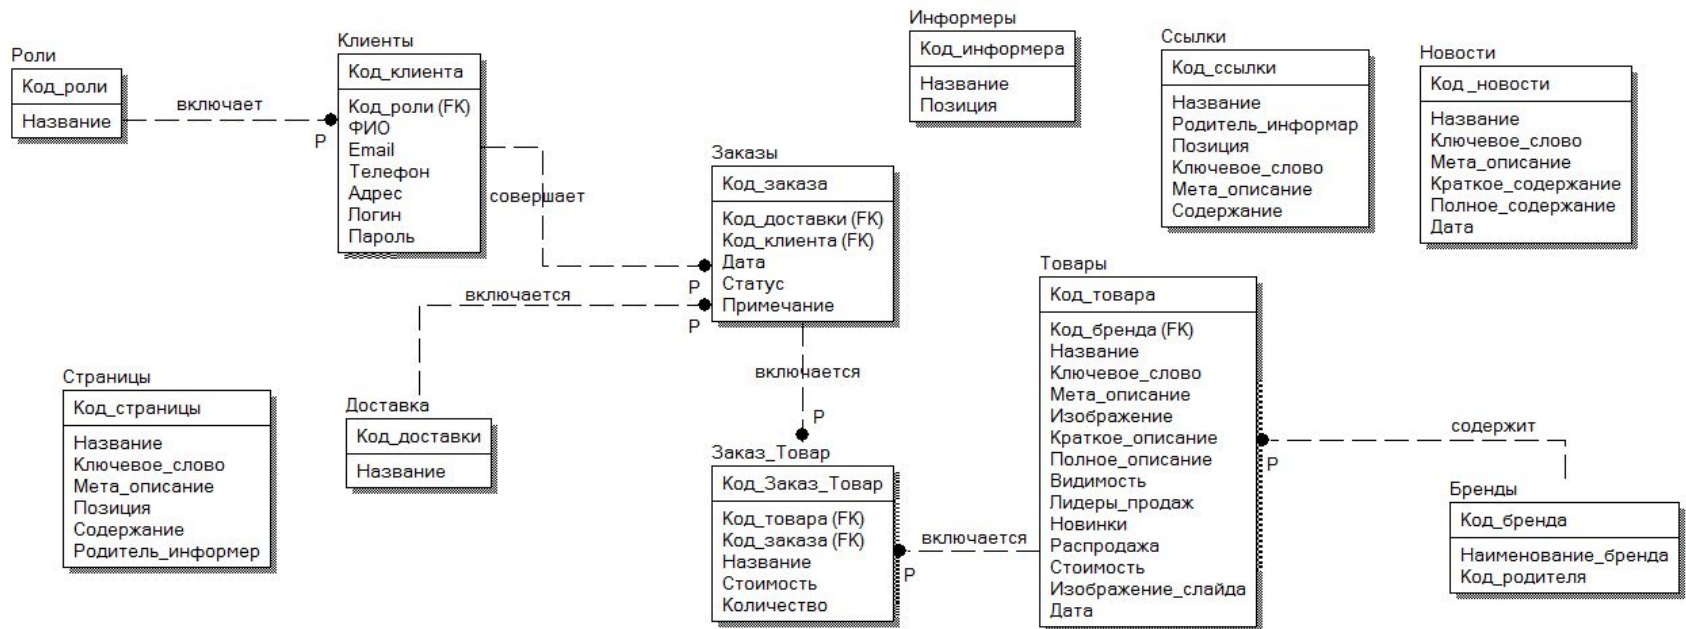 Роли
Код_роли
Название
включает
P
Клиенты
Код_клиента
Код_роли (FK)
ФИО
Email
Телефон
Адрес
Логин
Пароль
совершает
P
Заказы
Код_заказа
Код_доставки (FK)
Код_клиента (FK)
Дата
Статус
Примечание
включается
P
Информеры
Код_информера
Название
Позиция
Ссылки
Код_ссылки
Название
Родитель_информар
Позиция
Ключевое_слово
Мета_описание
Содержание
Новости
Код_новости
Название
Ключевое_слово
Мета_описание
Краткое_содержание
Полное_содержание
Дата
Страницы
Код_страницы
Название
Ключевое_слово
Мета_описание
Позиция
Содержание
Родитель_информер
Доставка
Код_доставки
Название
включается
P
Заказ_Товар
Код_Заказ_Товар
Код_товара (FK)
Код_заказа (FK)
Название
Стоимость
Количество
включается
P
Товары
Код_товара
Код_бренда (FK)
Название
Ключевое_слово
Мета_описание
Изображение
Краткое_описание
Полное_описание
Видимость
Лидеры_продаж
Новинки
Распродажа
Стоимость
Изображение_слайда
Дата
содержит
P
Бренды
Код_бренда
Наименование_бренда
Код_родителя